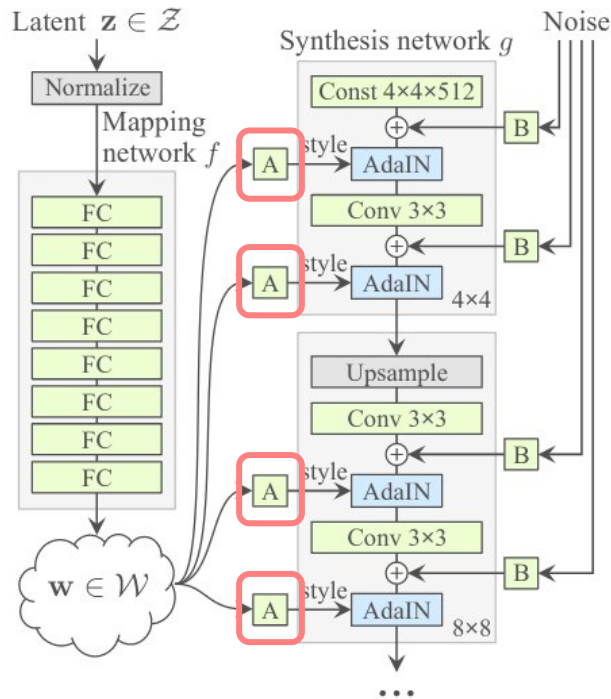 Latent z ∈ 𝒵
Normalize
Mapping
network f
FC
FC
FC
FC
FC
FC
FC
FC
w ∈ 𝒲
Synthesis network g
Noise
Const 4×4×512
B
A
style
AdaIN
Conv 3×3
B
A
style
AdaIN
4×4
Upsample
Conv 3×3
B
A
style
AdaIN
Conv 3×3
B
A
style
AdaIN
8×8
...